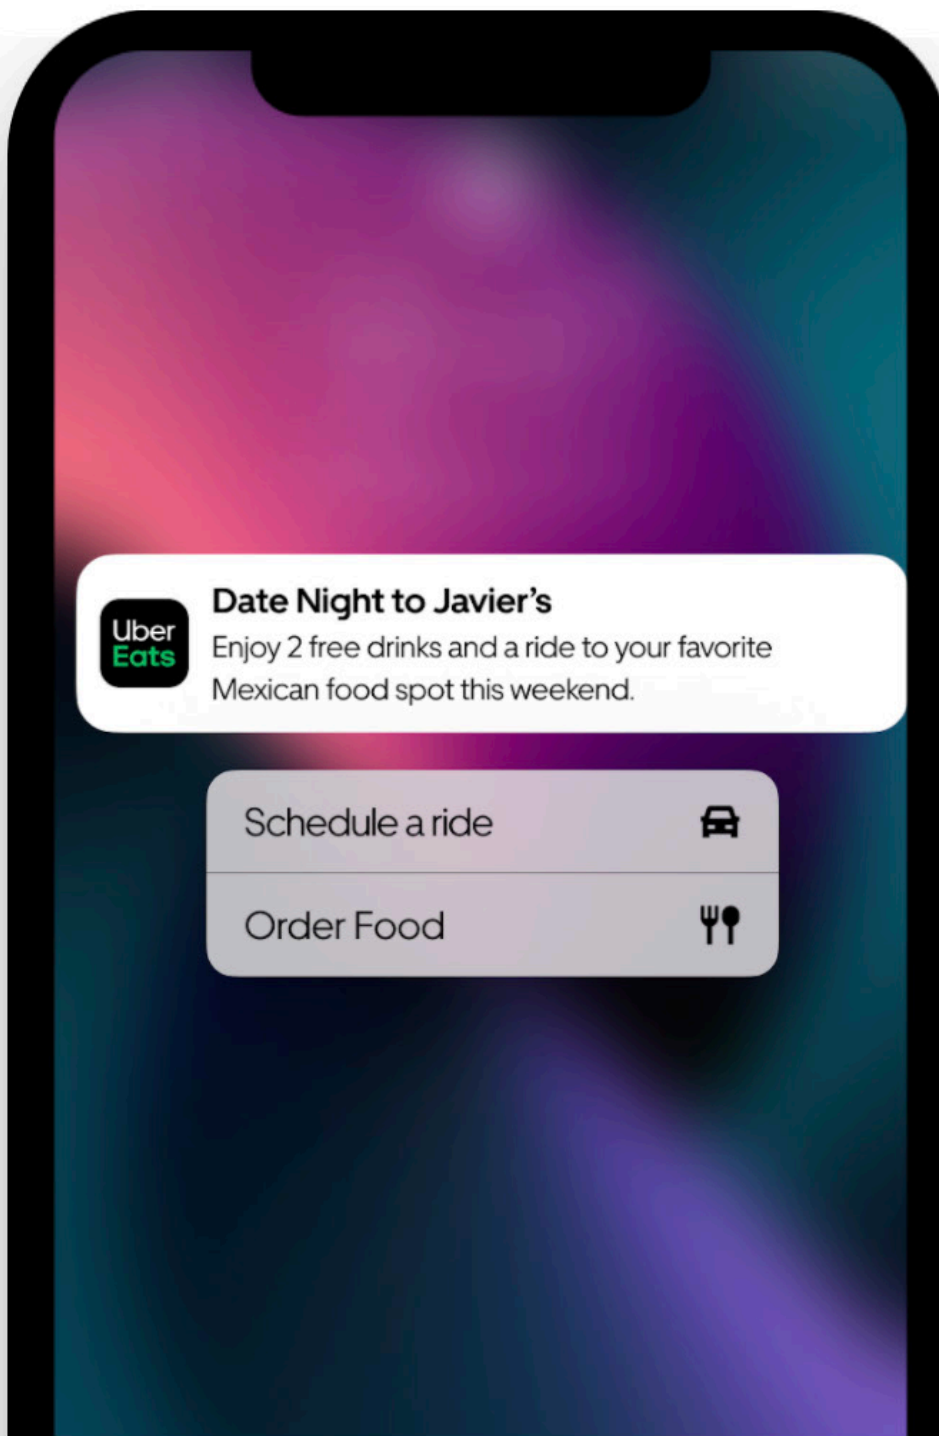 Uber
Eats
Date Night to Javier’s
Enjoy 2 free drinks and a ride to your favorite
Mexican food spot this weekend.
Schedule a ride
Order Food